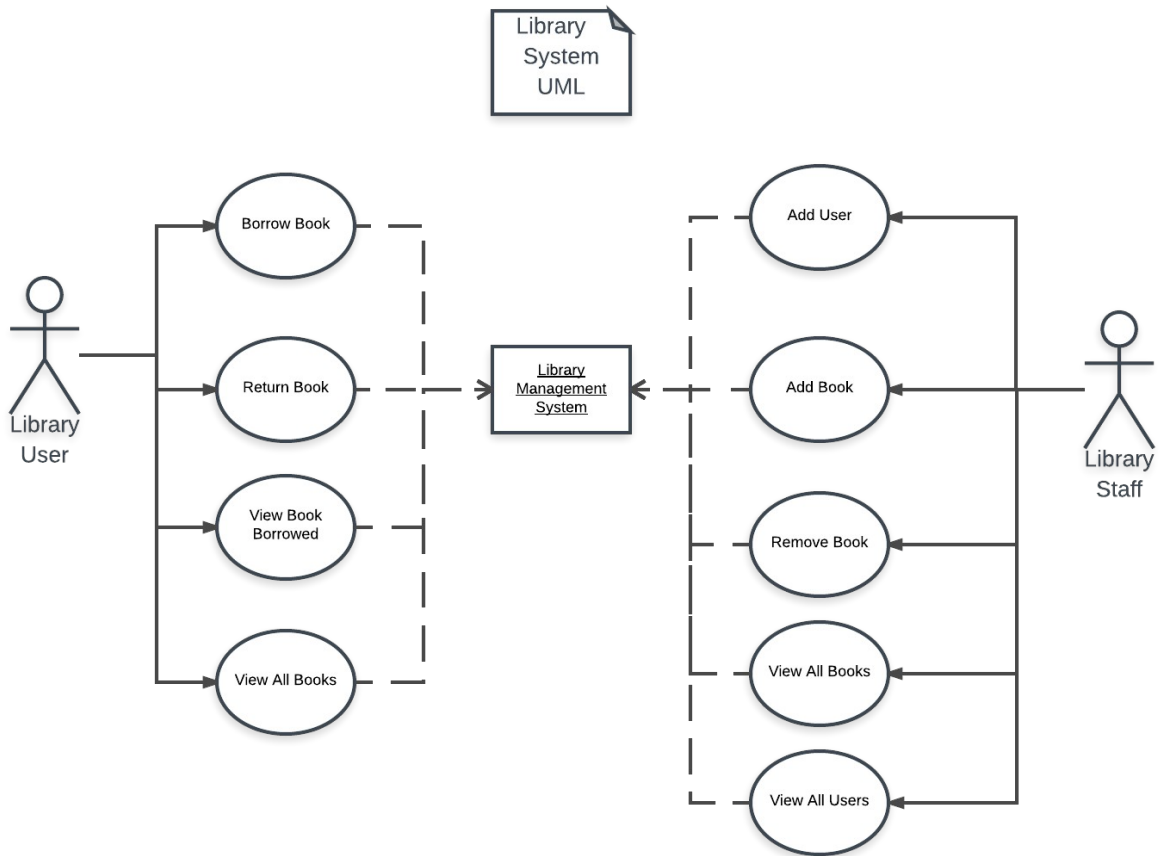 Library
System
UML
Borrow Book
Return Book
View Book
Borrowed
View All Books
Library
User
Library
Management
System
Add User
Add Book
Remove Book
View All Books
View All Users
Library
Staff